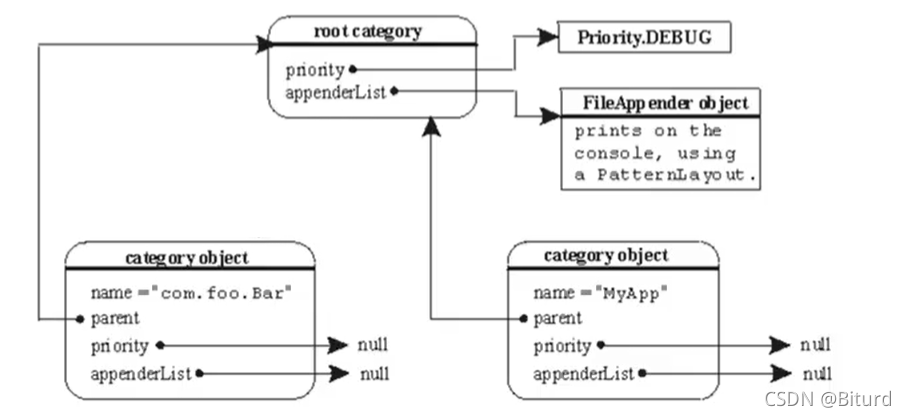 root category
priority
appenderList
Priority.DEBUG
FileAppender object
prints on the
console, using
a PatternLayout.
category object
name ="com.foo.Bar"
parent
priority
null
appenderList
null
category object
name ="MyApp"
parent
priority
null
appenderList
null
CSDN @Biturd